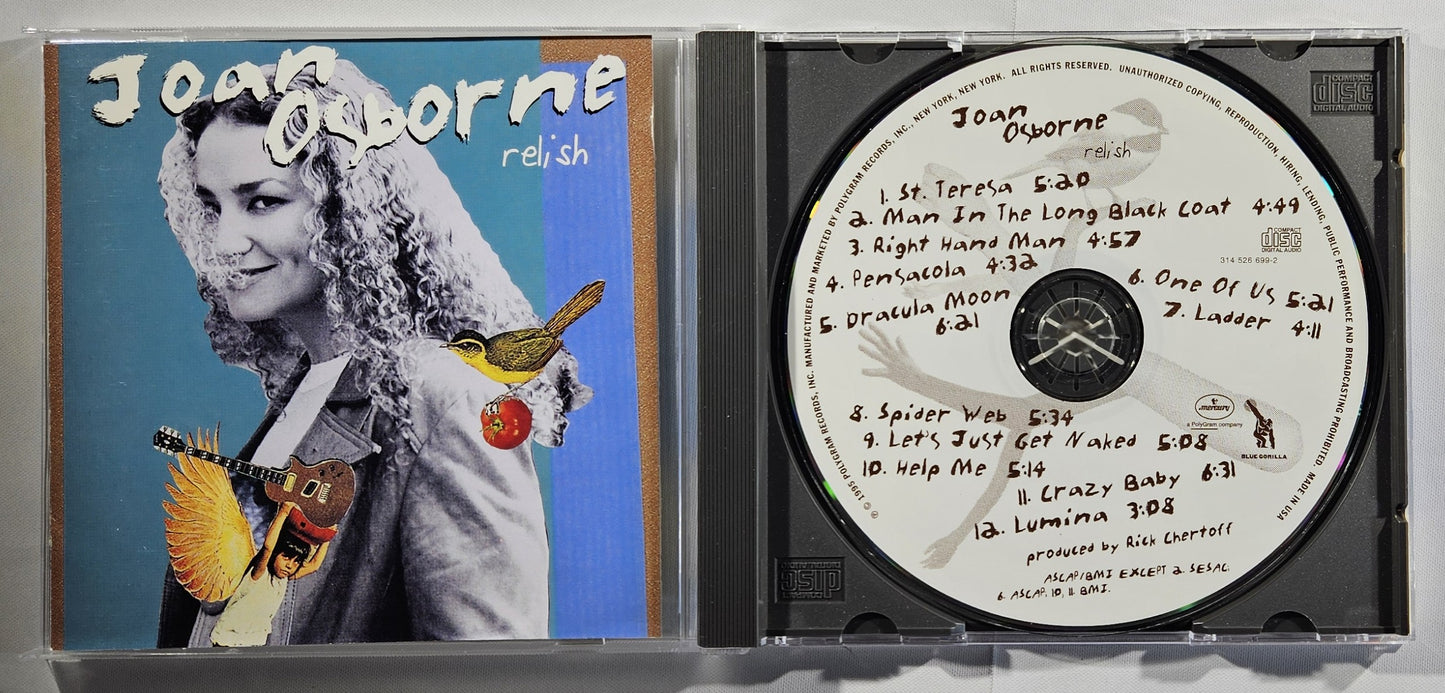 Joan
Osborne
relish
© 1995 POLYGRAM RECORDS, INC. MANUFACTURED AND MARKETED BY POLYGRAM RECORDS, INC., NEW YORK, NEW YORK. ALL RIGHTS RESERVED. UNAUTHORIZED COPYING, REPRODUCTION, HIRING, LENDING, PUBLIC PERFORMANCE AND BROADCASTING PROHIBITED. MADE IN USA
COMPACT
disc
DIGITAL AUDIO
Joan
Osborne
relish
1. St. Teresa 5:20
2. Man In The Long Black Coat 4:49
3. Right Hand Man 4:57
COMPACT
disc
DIGITAL AUDIO
314 526 699-2
4. Pensacola 4:32
5. Dracula Moon
6:21
6. One Of Us 5:21
7. Ladder 4:11
8. Spider Web 5:34
9. Let's Just Get Naked 5:08
10. Help Me 5:14
11. Crazy Baby 6:31
12. Lumina 3:08
mercury
a PolyGram company
BLUE GORILLA
produced by Rick Chertoff
ASCAP/BMI EXCEPT 2. SESAC.
6. ASCAP, 10, 11. BMI.
disc